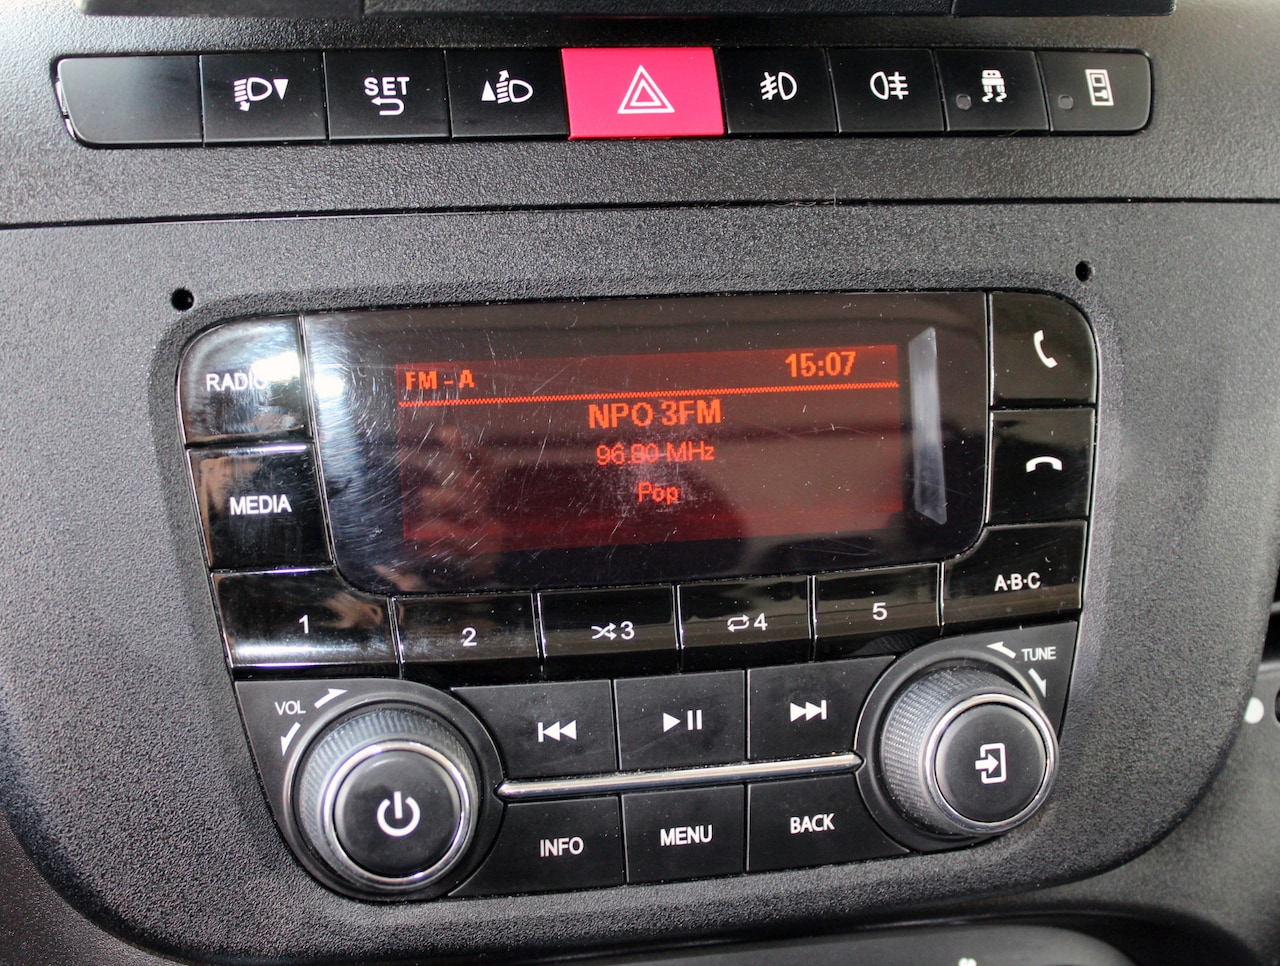 SET
RADIO
FM - A 15:07
NPO 3FM
96.80 MHz
Pop
MEDIA
A·B·C
1 2 3 4 5
VOL
TUNE
INFO MENU BACK